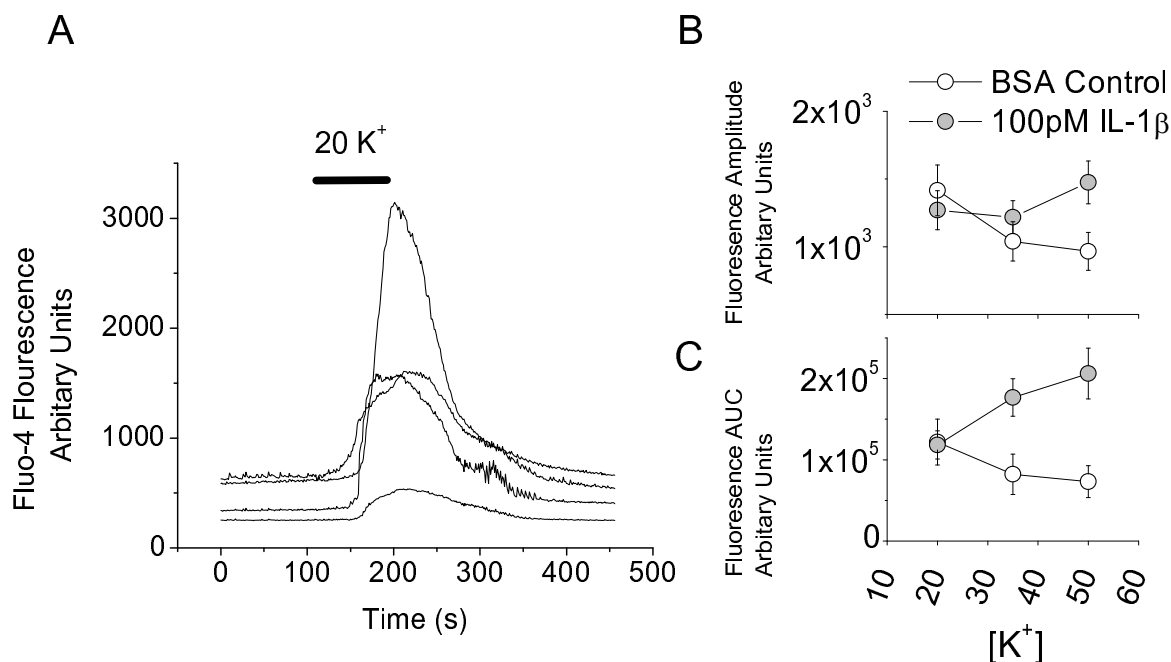 A
20 K⁺
3000
2000
1000
0
0 100 200 300 400 500
Time (s)
Fluo-4 Flourescence
Arbitary Units
B
BSA Control
100pM IL-1β
2x10³
1x10³
Fluoresence Amplitude
Arbitary Units
C
2x10⁵
1x10⁵
0
Fluoresence AUC
Arbitary Units
10 20 30 40 50 60
[K⁺]